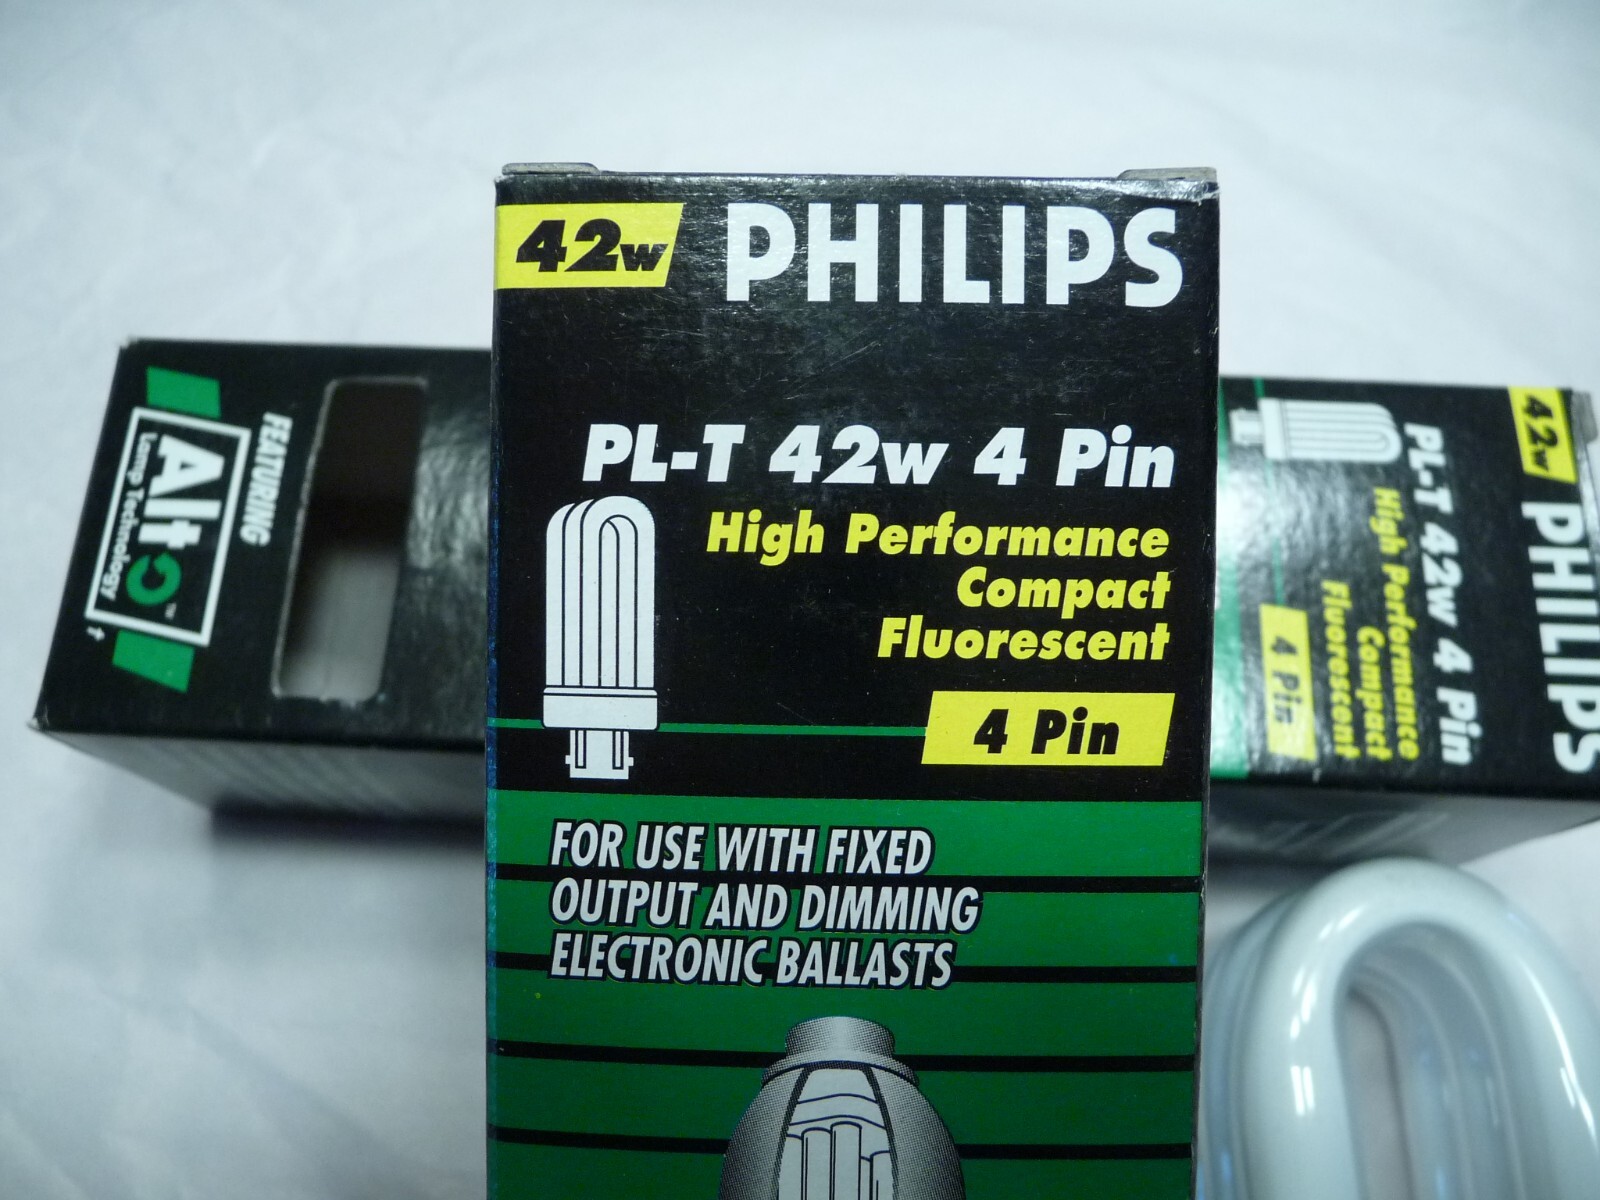 42w PHILIPS
PL-T 42w 4 Pin
High Performance
Compact
Fluorescent
4 Pin
FOR USE WITH FIXED
OUTPUT AND DIMMING
ELECTRONIC BALLASTS
FEATURING
Alto™
Lamp Technology
†
42w PHILIPS
PL-T 42w 4 Pin
High Performance
Compact
Fluorescent
4 Pin